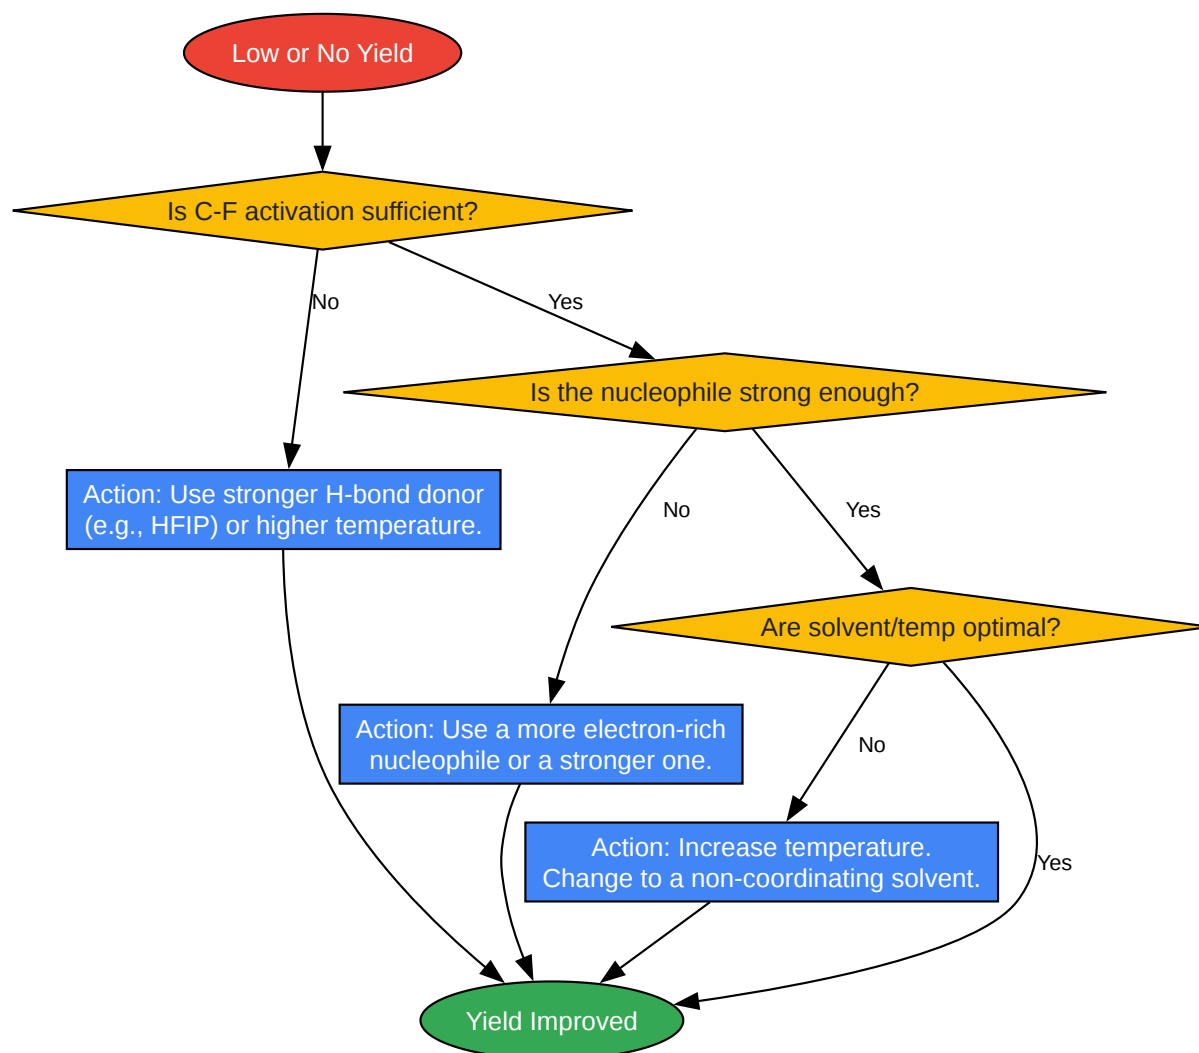 Low or No Yield
Is C-F activation sufficient?
No
Yes
Is the nucleophile strong enough?
Action: Use stronger H-bond donor
(e.g., HFIP) or higher temperature.
No
Yes
Are solvent/temp optimal?
Action: Use a more electron-rich
nucleophile or a stronger one.
No
Action: Increase temperature.
Change to a non-coordinating solvent.
Yes
Yield Improved